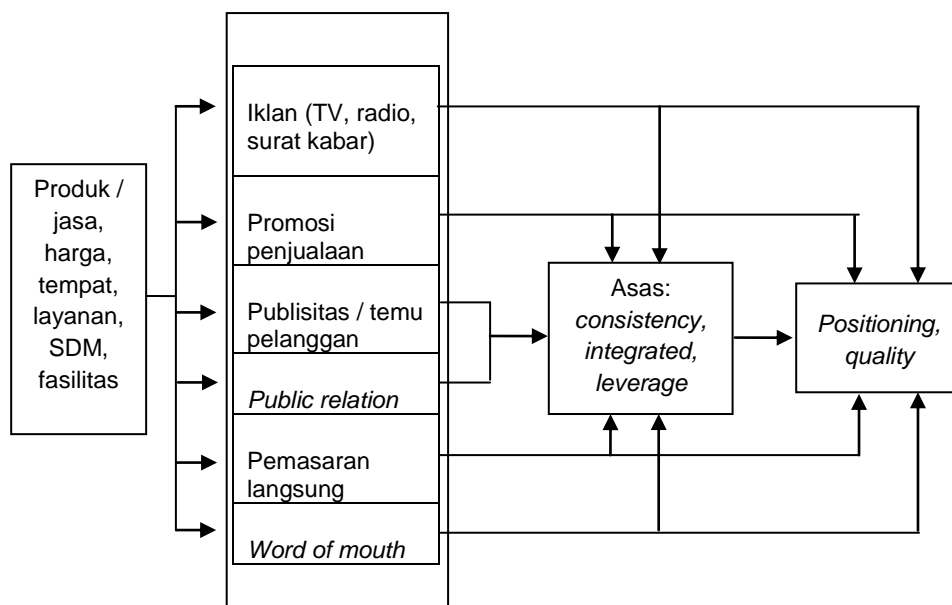 Produk /
jasa,
harga,
tempat,
layanan,
SDM,
fasilitas
Iklan (TV, radio,
surat kabar)
Promosi
penjualaan
Publisitas / temu
pelanggan
Public relation
Pemasaran
langsung
Word of mouth
Asas:
consistency,
integrated,
leverage
Positioning,
quality